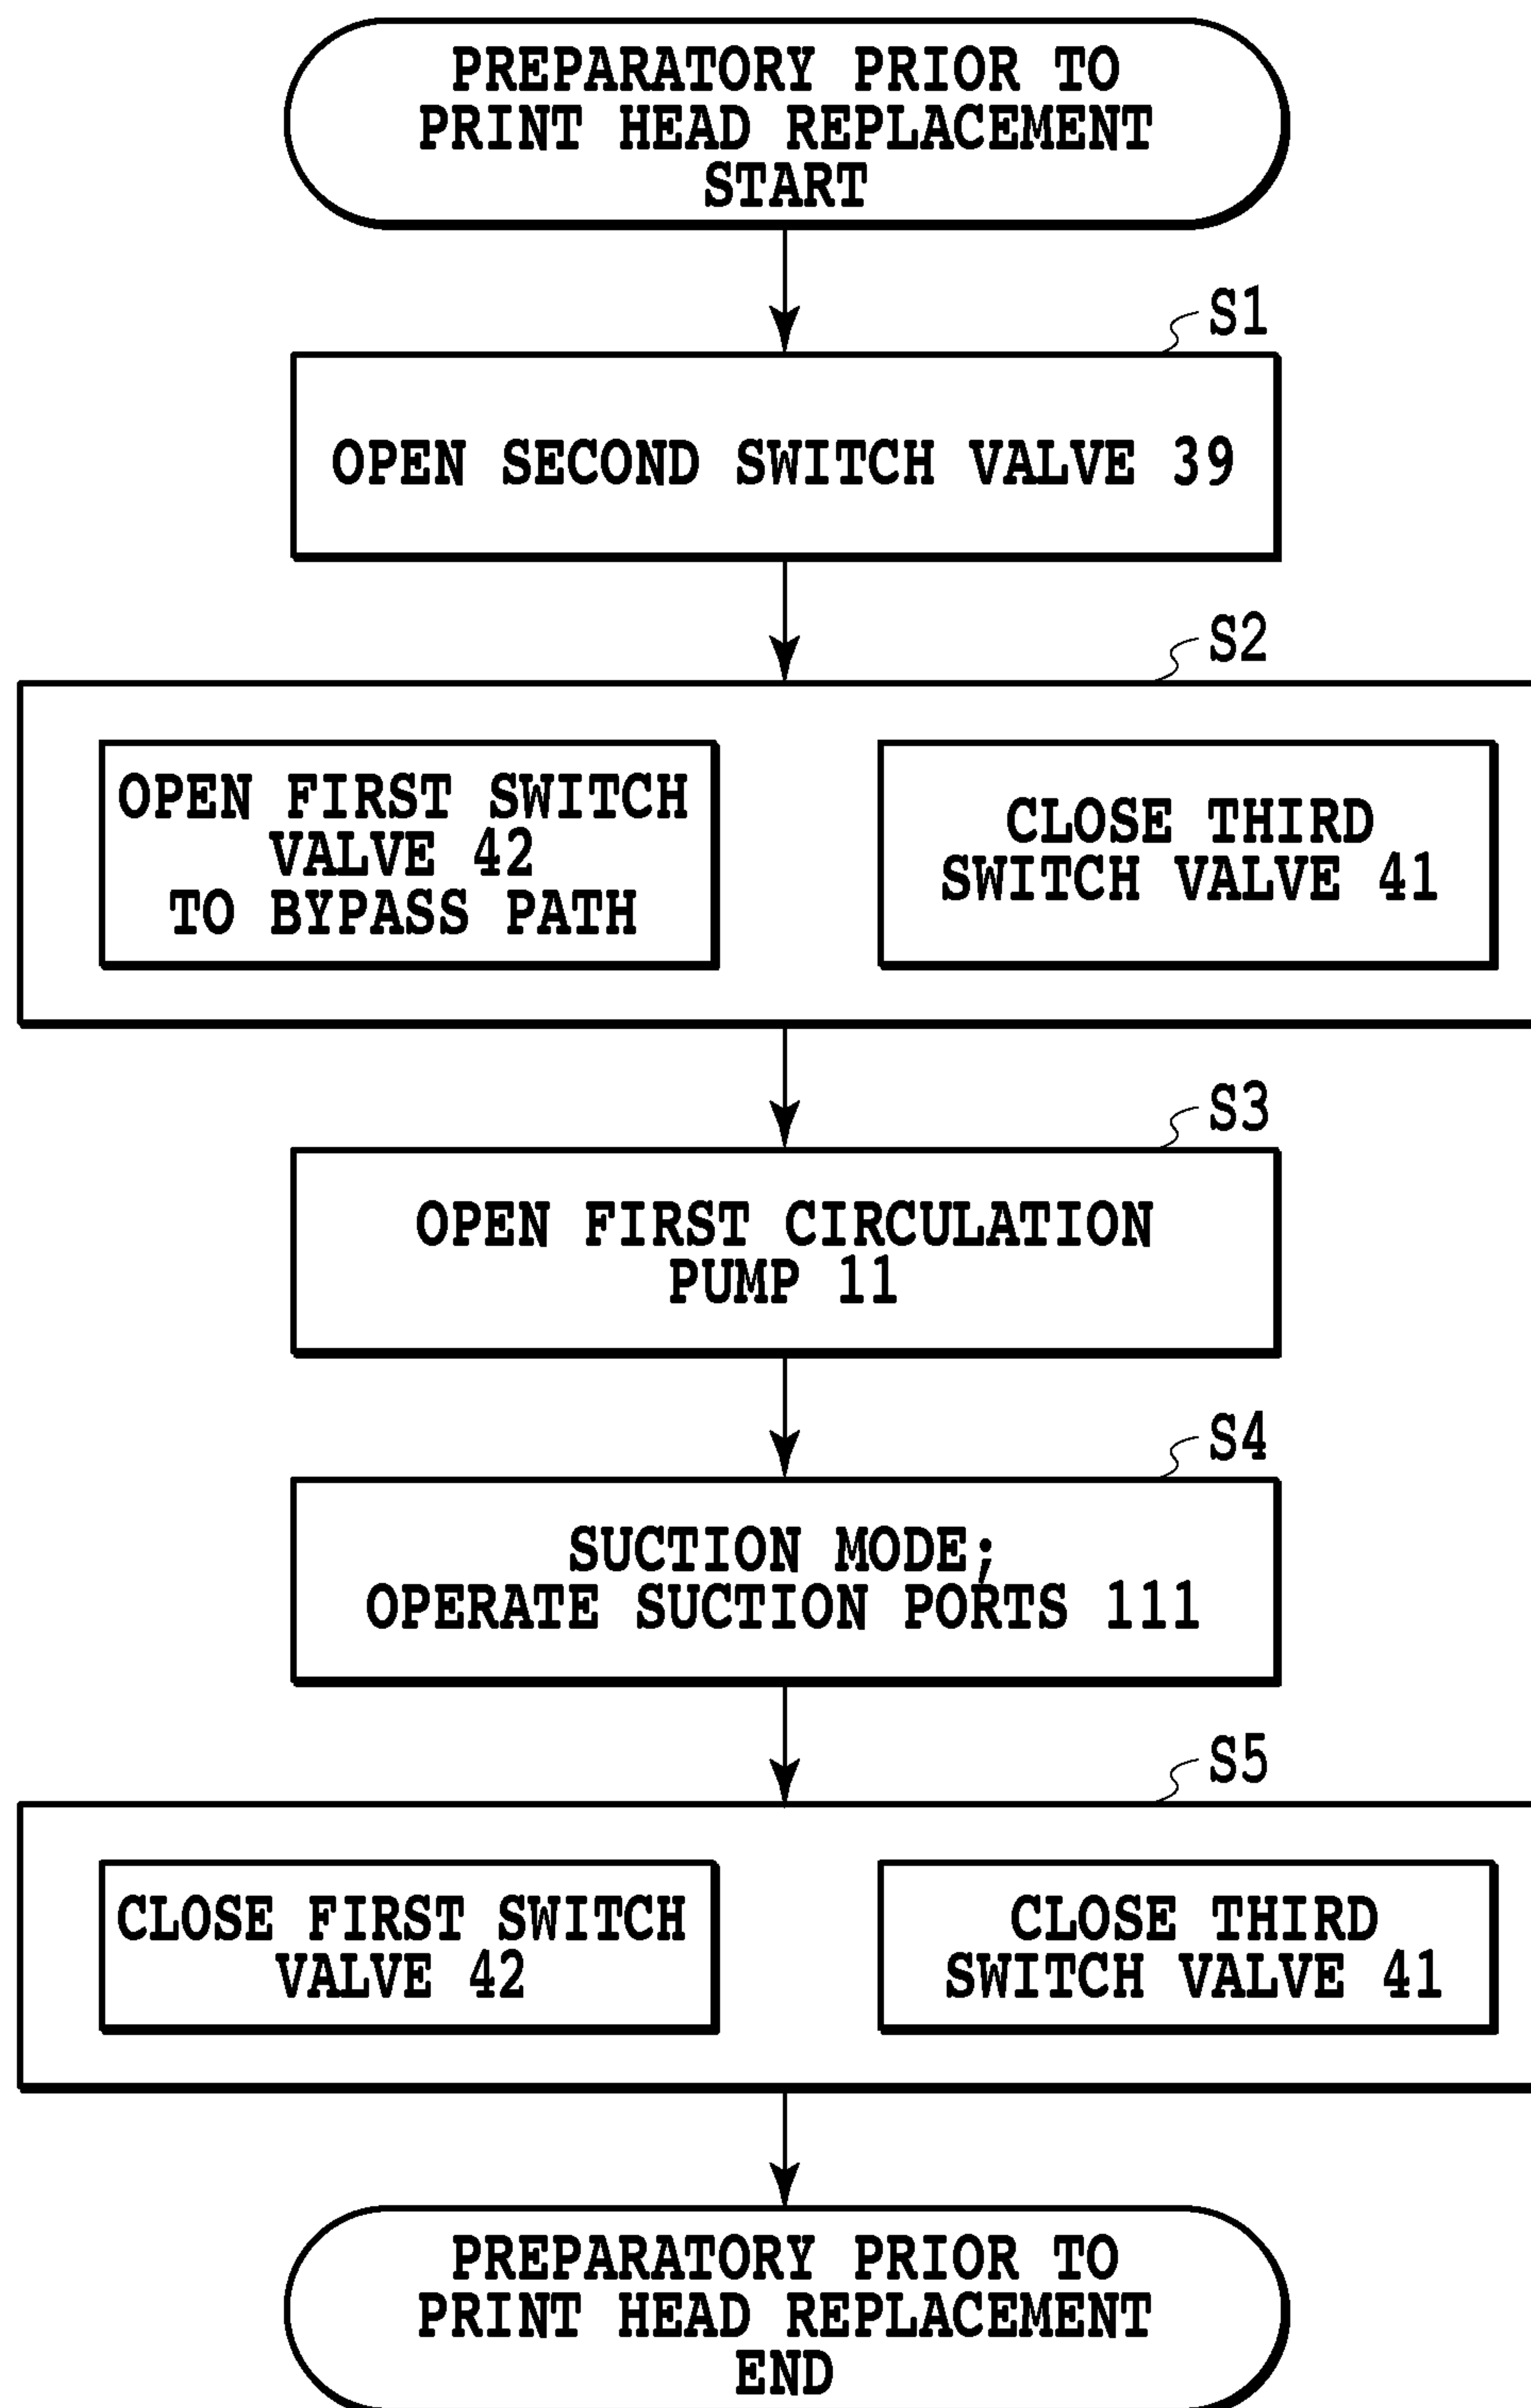 PREPARATORY PRIOR TO
PRINT HEAD REPLACEMENT
START
S1
OPEN SECOND SWITCH VALVE 39
S2
OPEN FIRST SWITCH
VALVE 42
TO BYPASS PATH
CLOSE THIRD
SWITCH VALVE 41
S3
OPEN FIRST CIRCULATION
PUMP 11
S4
SUCTION MODE;
OPERATE SUCTION PORTS 111
S5
CLOSE FIRST SWITCH
VALVE 42
CLOSE THIRD
SWITCH VALVE 41
PREPARATORY PRIOR TO
PRINT HEAD REPLACEMENT
END